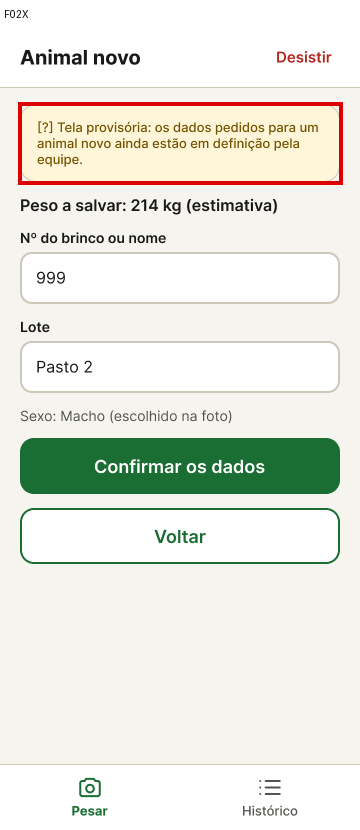 F02X
Animal novo
Desistir
[?] Tela provisória: os dados pedidos para um
animal novo ainda estão em definição pela
equipe.
Peso a salvar: 214 kg (estimativa)
Nº do brinco ou nome
999
Lote
Pasto 2
Sexo: Macho (escolhido na foto)
Confirmar os dados
Voltar
Pesar
Histórico